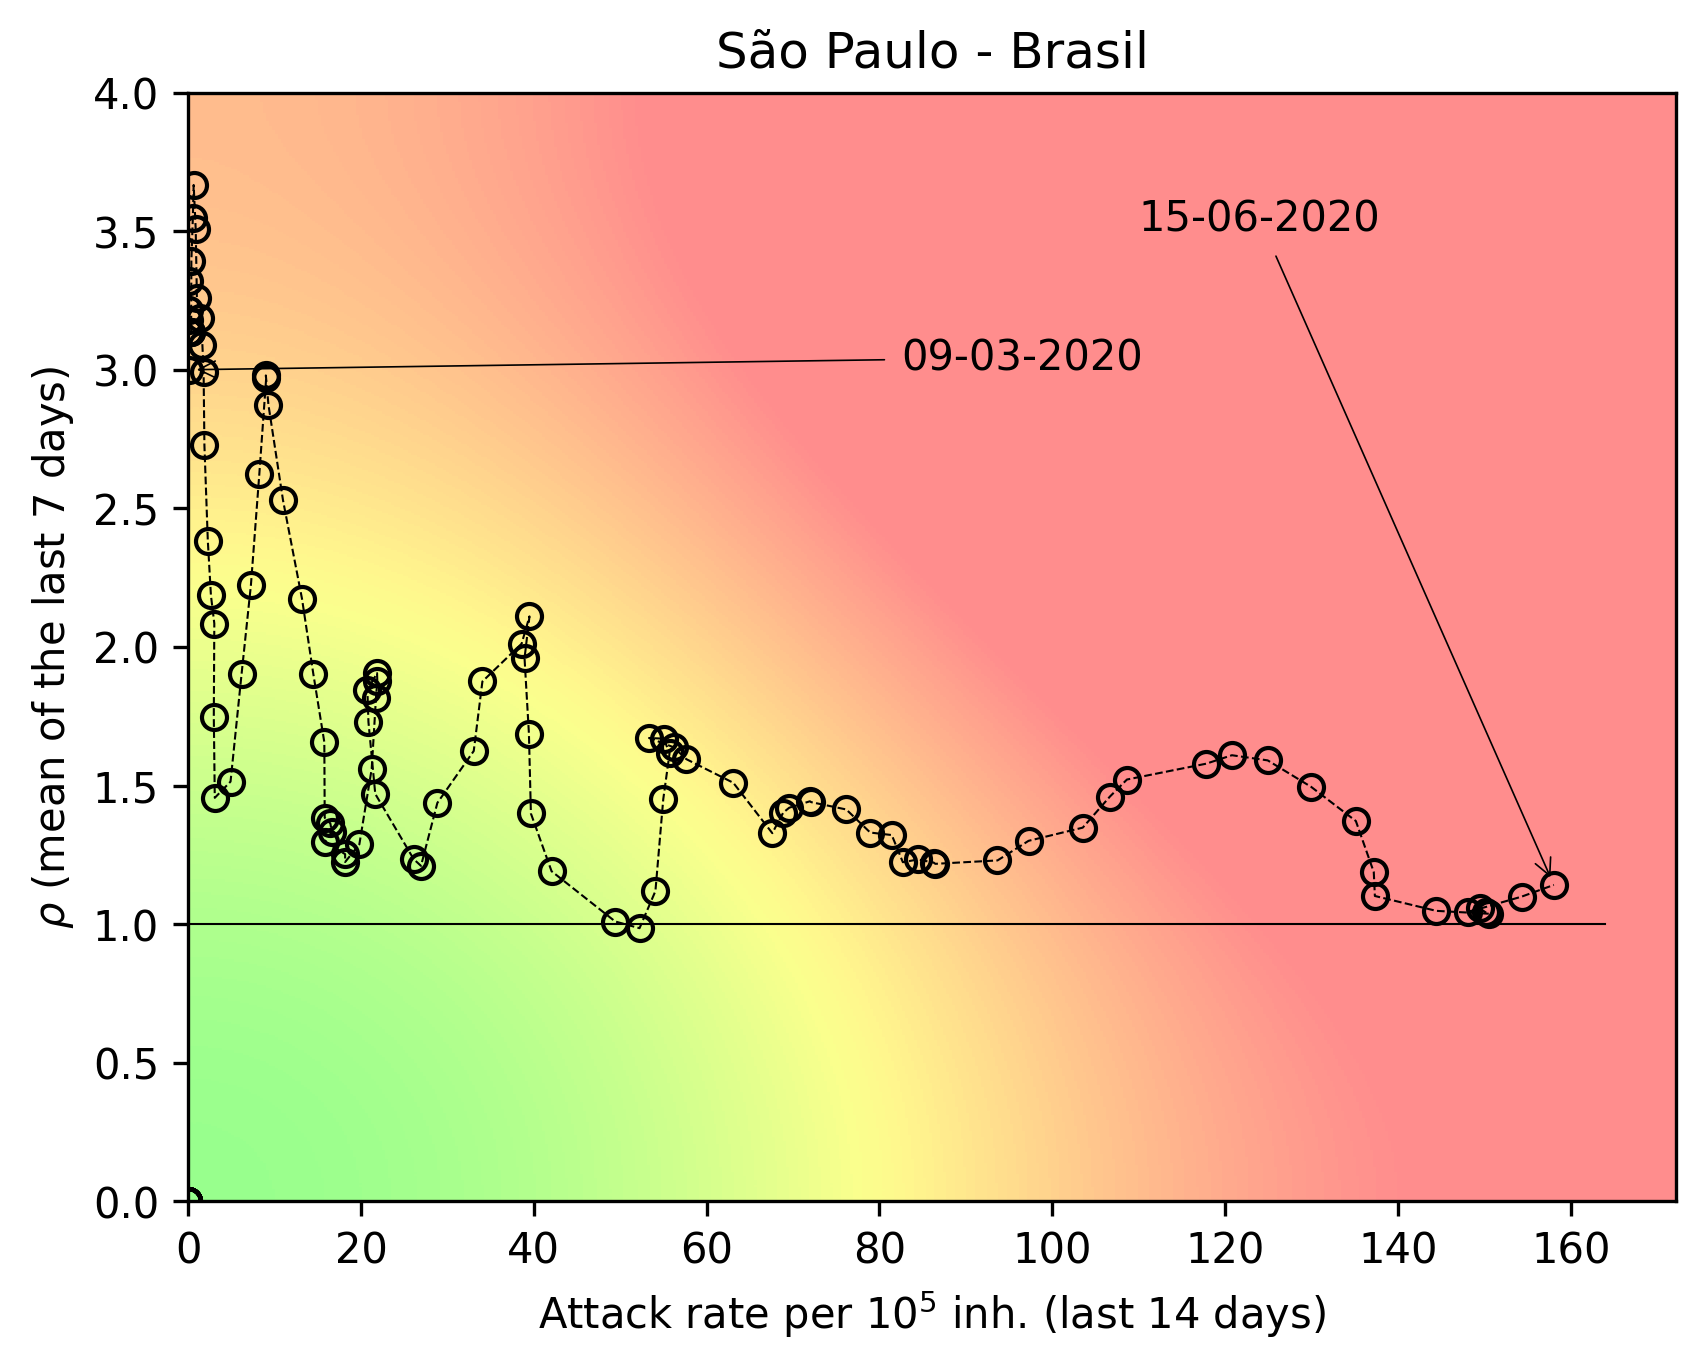 São Paulo - Brasil
4.0
3.5
3.0
2.5
2.0
1.5
1.0
0.5
0.0
ρ (mean of the last 7 days)
15-06-2020
09-03-2020
0 20 40 60 80 100 120 140 160
Attack rate per 10⁵ inh. (last 14 days)